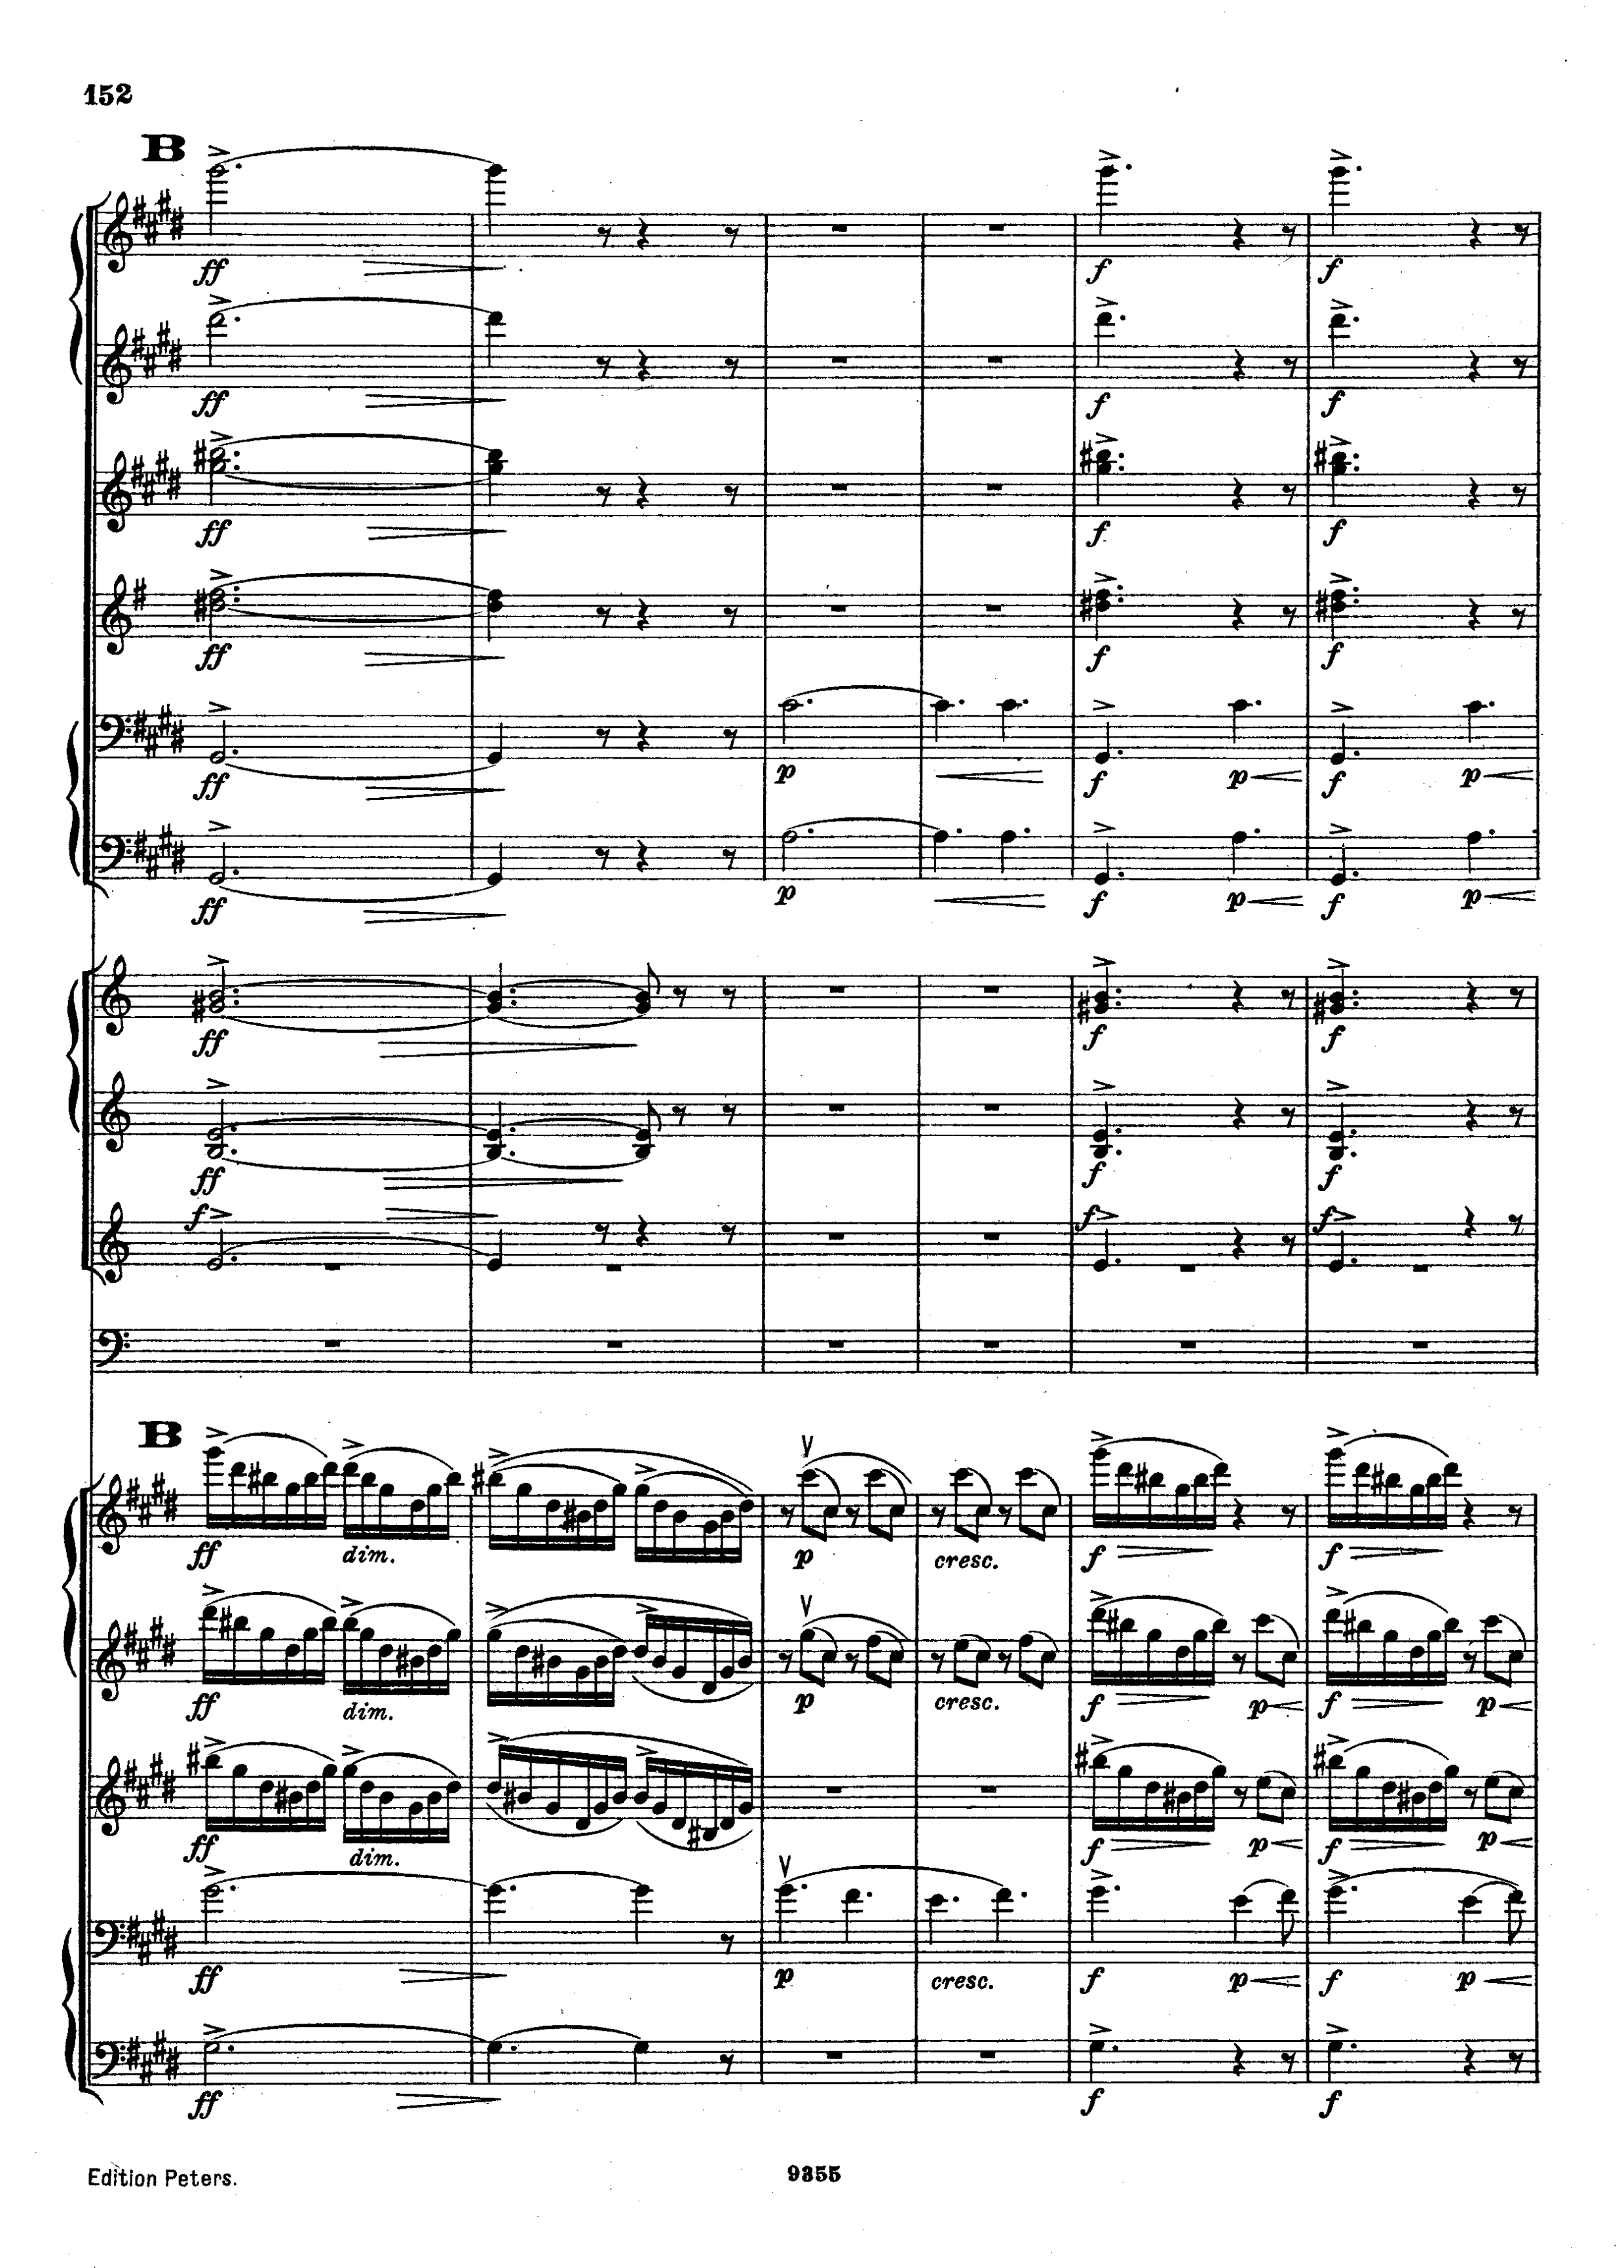 152
B
ff
f f
ff
f f
ff
f f
ff
f f
ff p f p f p
ff p f p f p
ff
f f
ff
f f
f f f
B
ff dim. p cresc. f f
ff dim. p cresc. f p f p
ff dim. f p f p
ff p cresc. f p f p
ff f f
Edition Peters. 9355